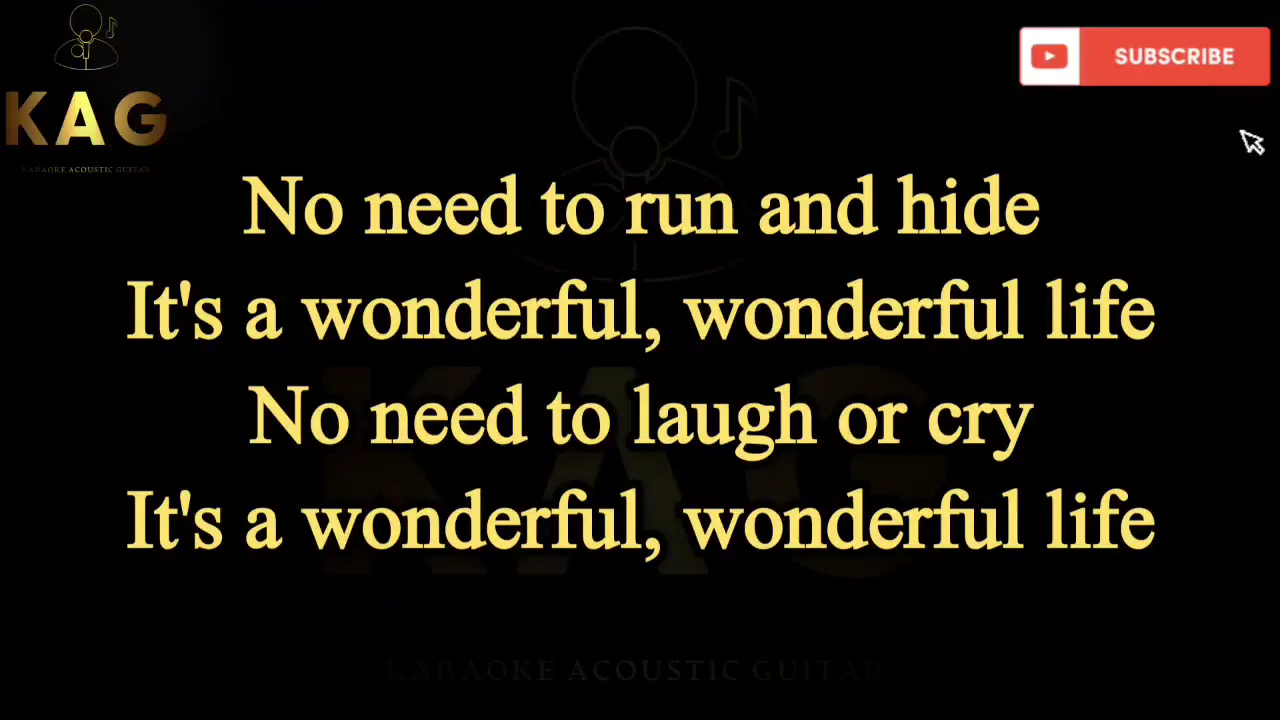 KAG
KARAOKE ACOUSTIC GUITAR
SUBSCRIBE
No need to run and hide
It's a wonderful, wonderful life
No need to laugh or cry
It's a wonderful, wonderful life
KAG
KARAOKE ACOUSTIC GUITAR